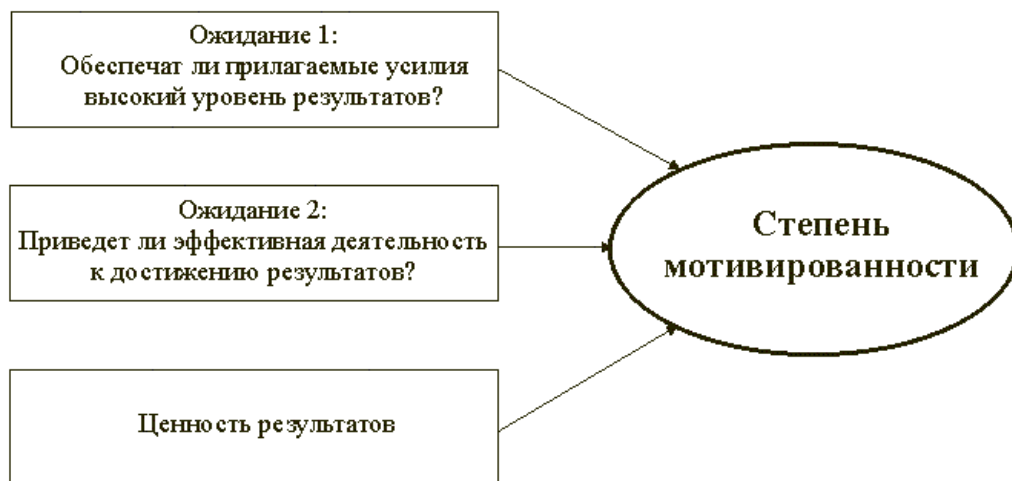 Ожидание 1:
Обеспечат ли прилагаемые усилия
высокий уровень результатов?
Ожидание 2:
Приведет ли эффективная деятельность
к достижению результатов?
Ценность результатов
Степень
мотивированности